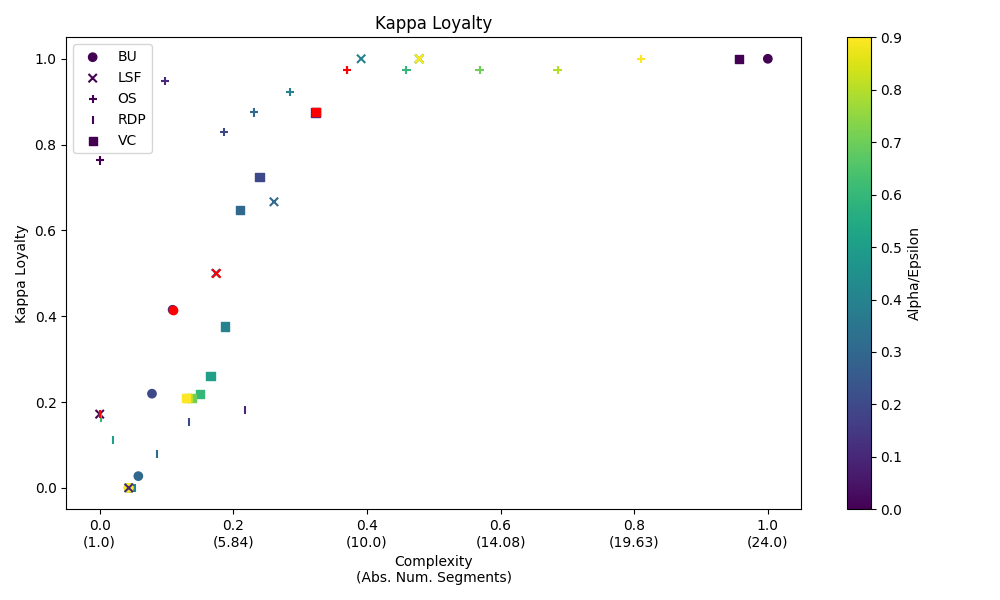 Kappa Loyalty
BU
LSF
OS
RDP
VC
Kappa Loyalty
1.0
0.8
0.6
0.4
0.2
0.0
0.0 0.2 0.4 0.6 0.8 1.0
(1.0) (5.84) (10.0) (14.08) (19.63) (24.0)
Complexity
(Abs. Num. Segments)
0.9
0.8
0.7
0.6
0.5
0.4
0.3
0.2
0.1
0.0
Alpha/Epsilon